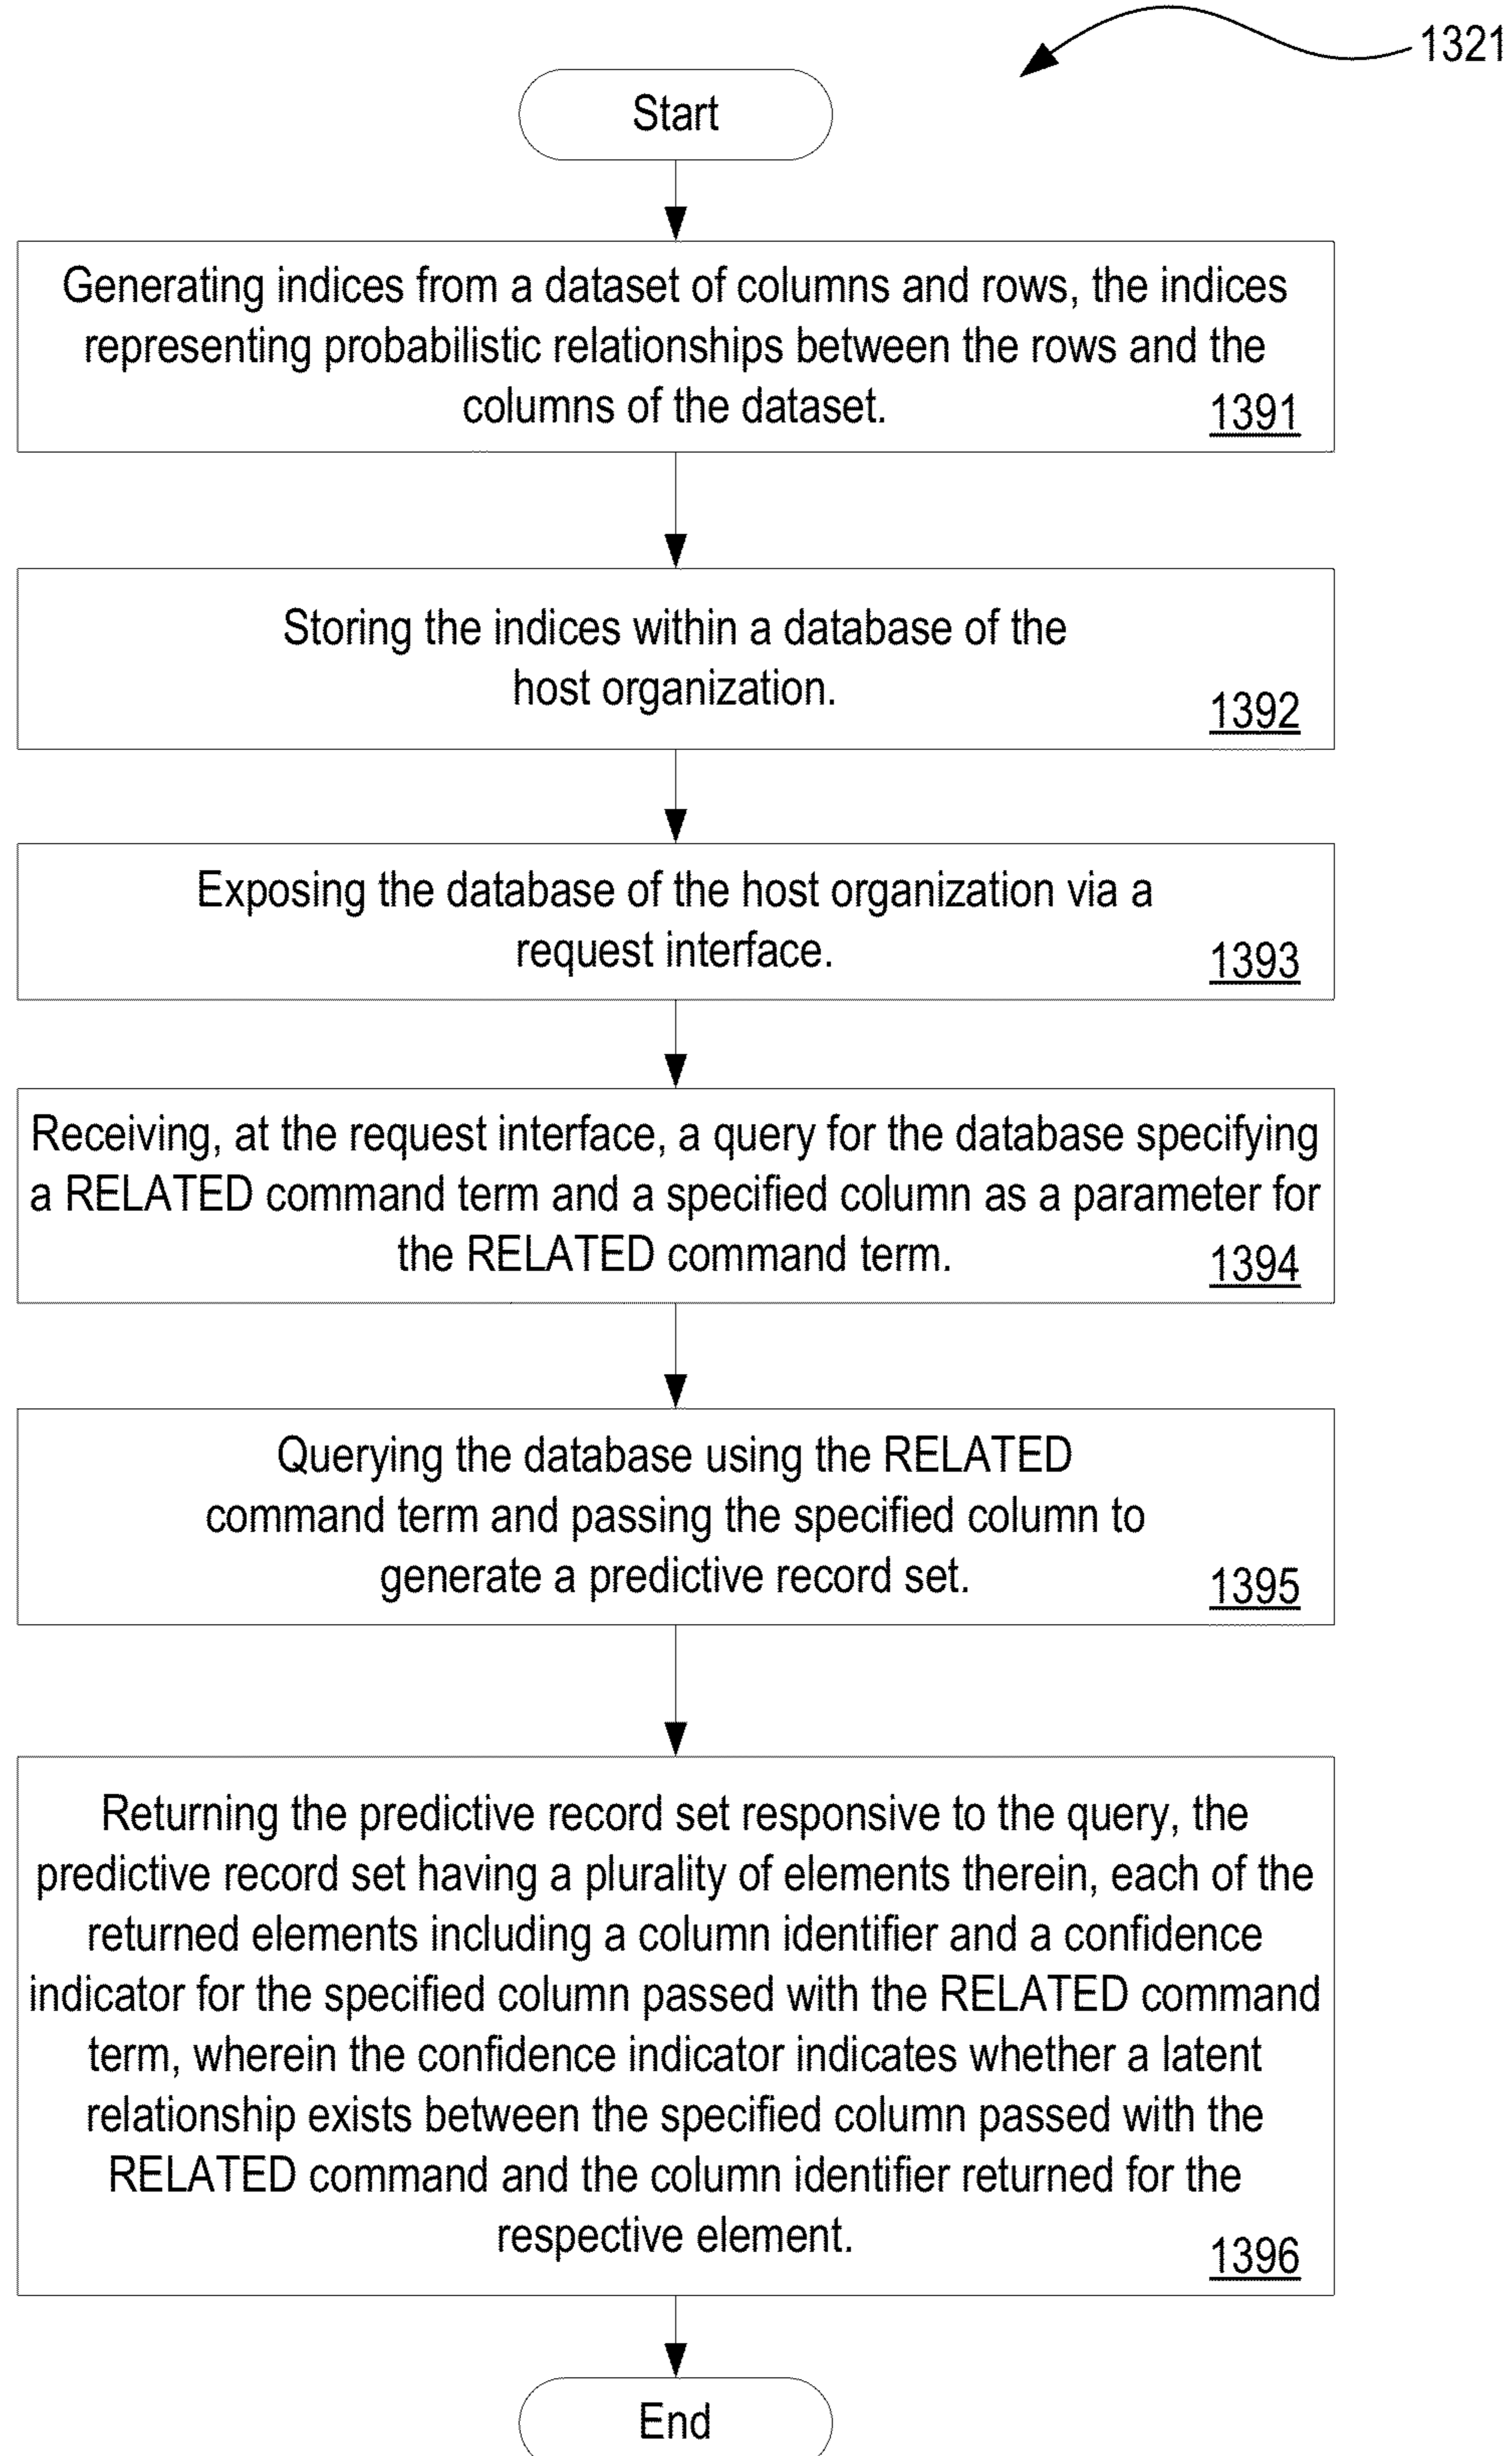 1321
Start
Generating indices from a dataset of columns and rows, the indices
representing probabilistic relationships between the rows and the
columns of the dataset.
1391
Storing the indices within a database of the
host organization.
1392
Exposing the database of the host organization via a
request interface.
1393
Receiving, at the request interface, a query for the database specifying
a RELATED command term and a specified column as a parameter for
the RELATED command term.
1394
Querying the database using the RELATED
command term and passing the specified column to
generate a predictive record set.
1395
Returning the predictive record set responsive to the query, the
predictive record set having a plurality of elements therein, each of the
returned elements including a column identifier and a confidence
indicator for the specified column passed with the RELATED command
term, wherein the confidence indicator indicates whether a latent
relationship exists between the specified column passed with the
RELATED command and the column identifier returned for the
respective element.
1396
End